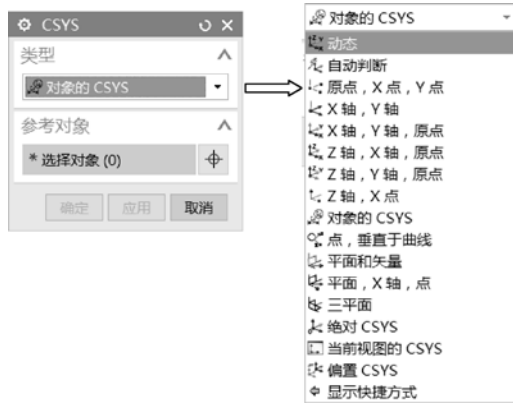 CSYS
类型
对象的 CSYS
参考对象
* 选择对象 (0)
确定 应用 取消
对象的 CSYS
动态
自动判断
原点，X 点，Y 点
X 轴，Y 轴
X 轴，Y 轴，原点
Z 轴，X 轴，原点
Z 轴，Y 轴，原点
Z 轴，X 点
对象的 CSYS
点，垂直于曲线
平面和矢量
平面，X 轴，点
三平面
绝对 CSYS
当前视图的 CSYS
偏置 CSYS
显示快捷方式